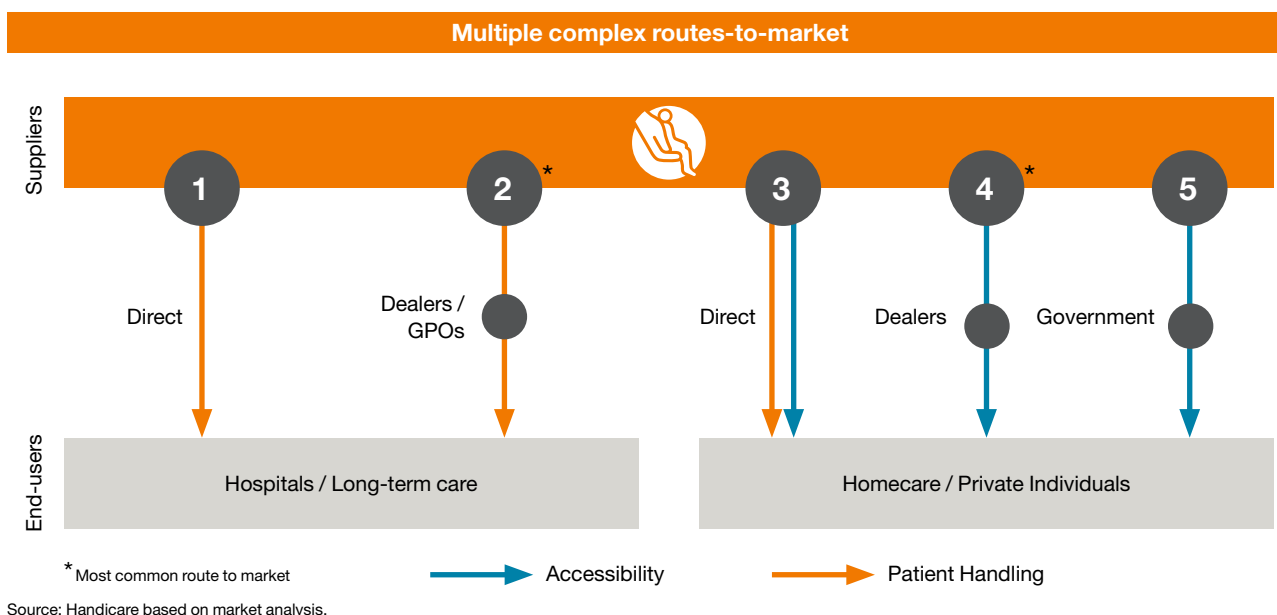 Multiple complex routes-to-market
Suppliers
1
2
*
3
4
*
5
Direct
Dealers /
GPOs
Direct
Dealers
Government
End-users
Hospitals / Long-term care
Homecare / Private Individuals
* Most common route to market
Accessibility
Patient Handling
Source: Handicare based on market analysis.